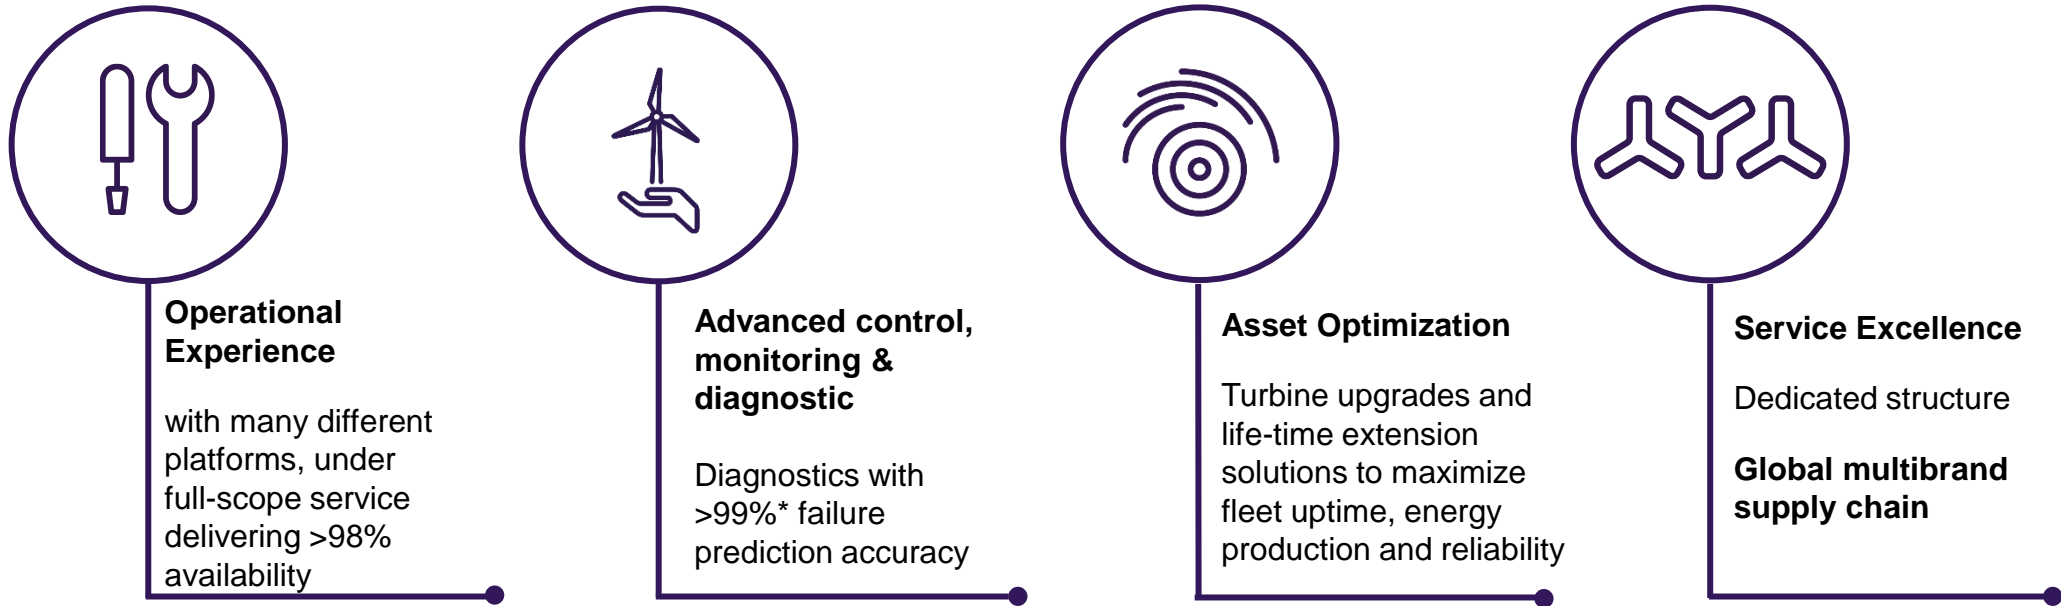 Operational
Experience
with many different
platforms, under
full-scope service
delivering >98%
availability
Advanced control,
monitoring &
diagnostic
Diagnostics with
>99%* failure
prediction accuracy
Asset Optimization
Turbine upgrades and
life-time extension
solutions to maximize
fleet uptime, energy
production and reliability
Service Excellence
Dedicated structure
Global multibrand
supply chain